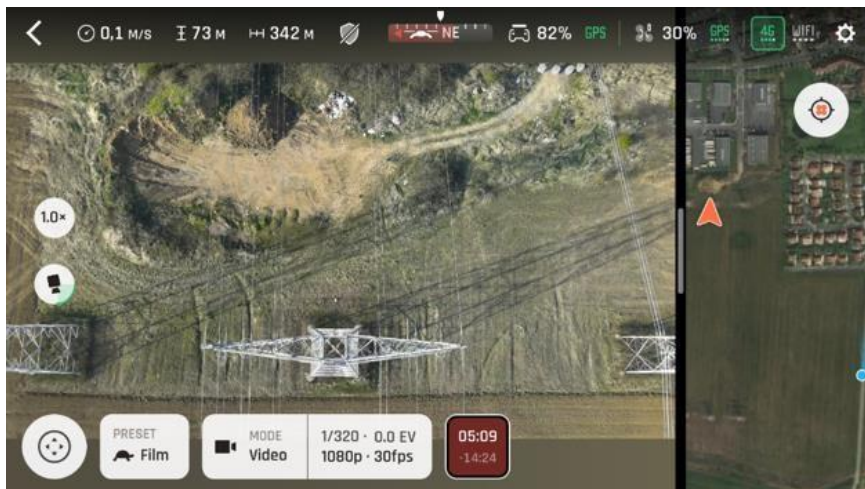 0,1 M/S
73 M
342 M
NE
82% GPS
30% GPS
4G
WIFI
1.0×
PRESET
Film
MODE
Video
1/320 · 0.0 EV
1080p · 30fps
05:09
-14:24